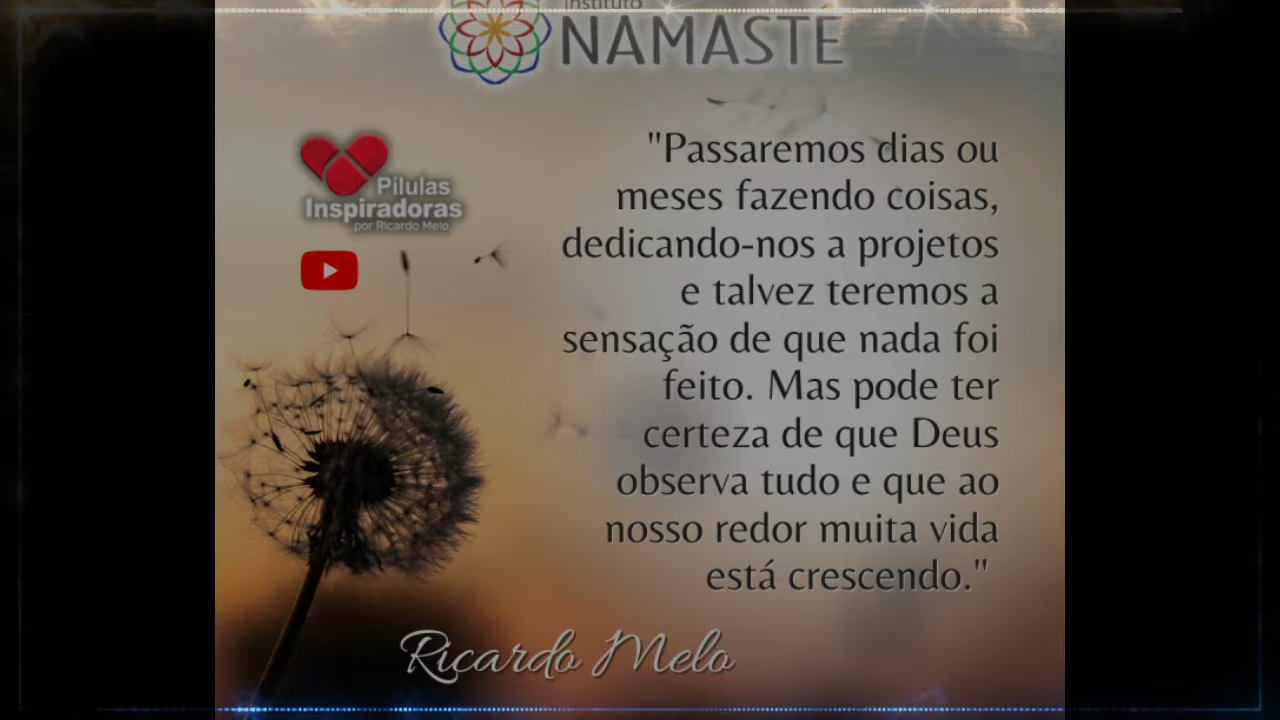 Instituto
NAMASTE
Pílulas
Inspiradoras
por Ricardo Melo
"Passaremos dias ou
meses fazendo coisas,
dedicando-nos a projetos
e talvez teremos a
sensação de que nada foi
feito. Mas pode ter
certeza de que Deus
observa tudo e que ao
nosso redor muita vida
está crescendo."
Ricardo Melo